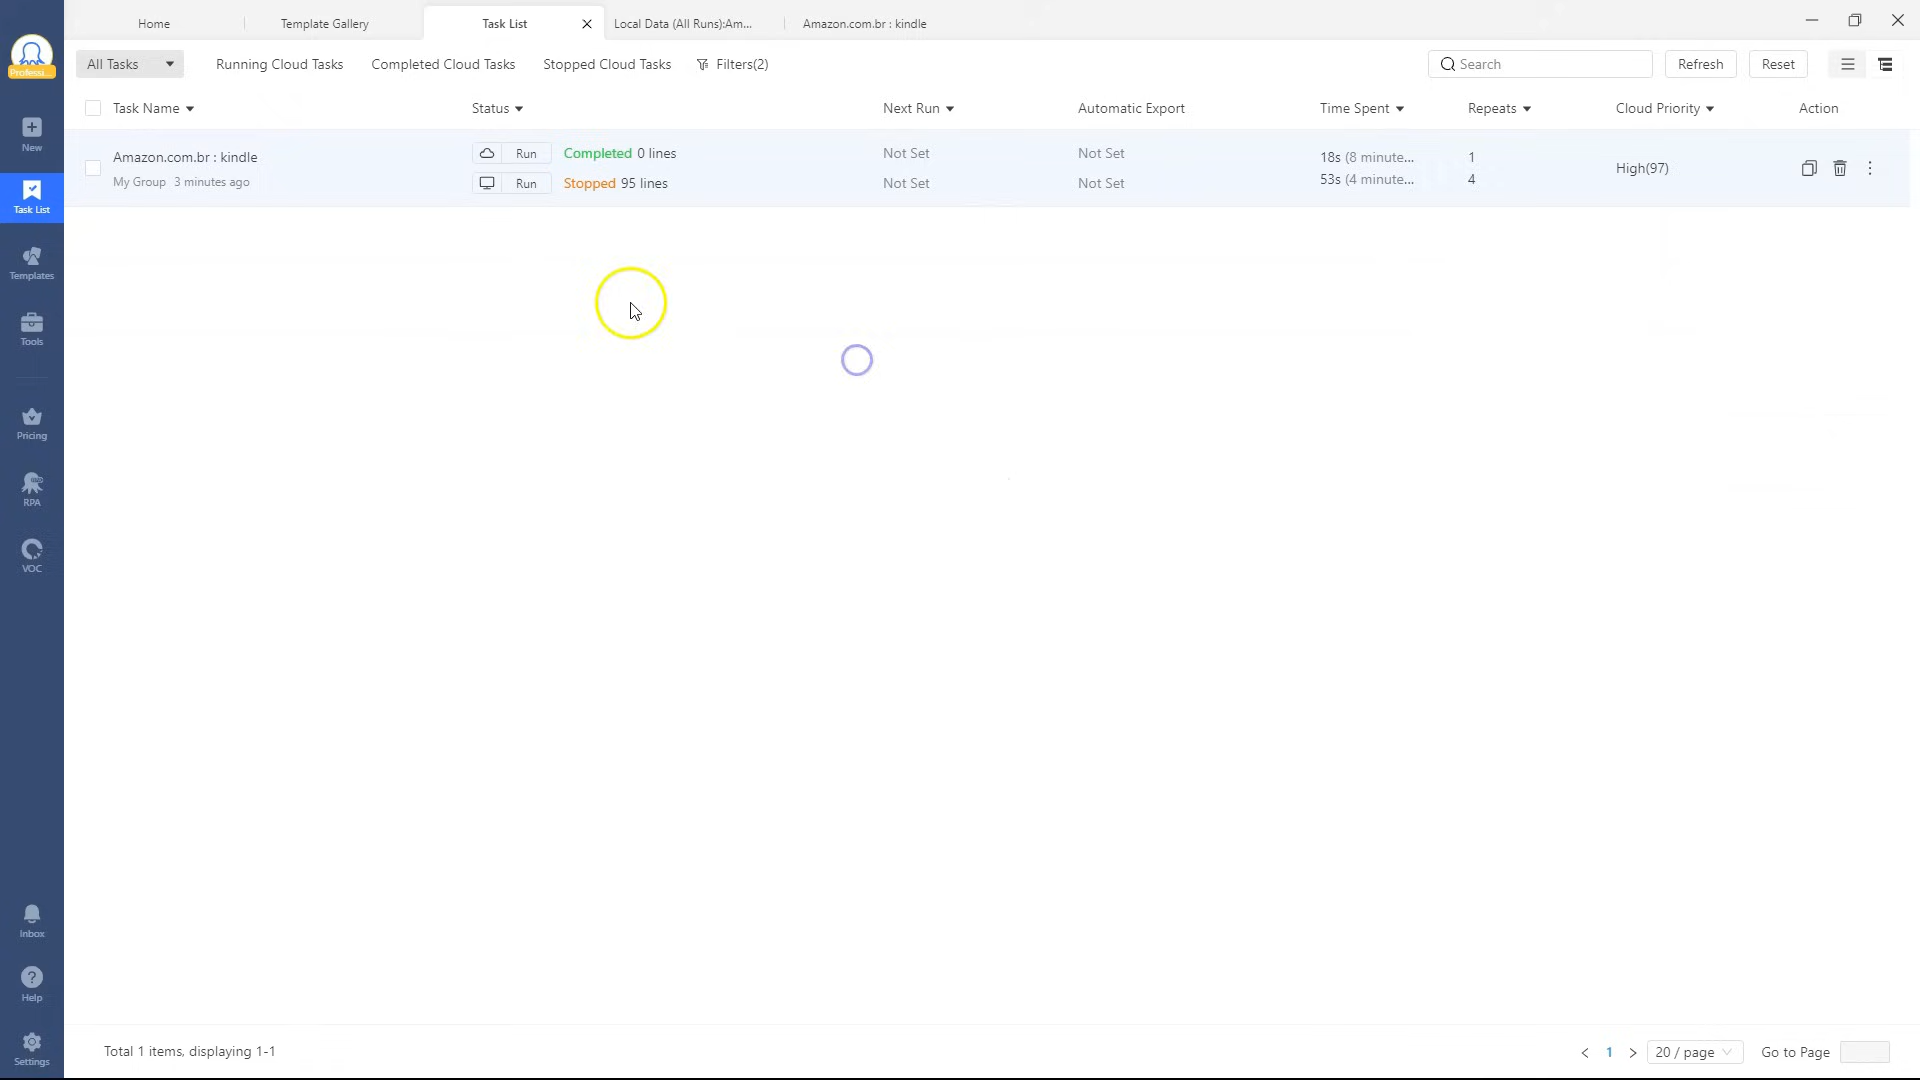 Home
Template Gallery
Task List
Local Data (All Runs):Am...
Amazon.com.br : kindle
Professi...
All Tasks
Running Cloud Tasks
Completed Cloud Tasks
Stopped Cloud Tasks
Filters(2)
Search
Refresh
Reset
Task Name
Status
Next Run
Automatic Export
Time Spent
Repeats
Cloud Priority
Action
Amazon.com.br : kindle
My Group 3 minutes ago
Run Completed 0 lines
Not Set
Not Set
18s (8 minute...
1
Run Stopped 95 lines
Not Set
Not Set
53s (4 minute...
4
High(97)
New
Task List
Templates
Tools
Pricing
RPA
VOC
Inbox
Help
Settings
Total 1 items, displaying 1-1
1
20 / page
Go to Page